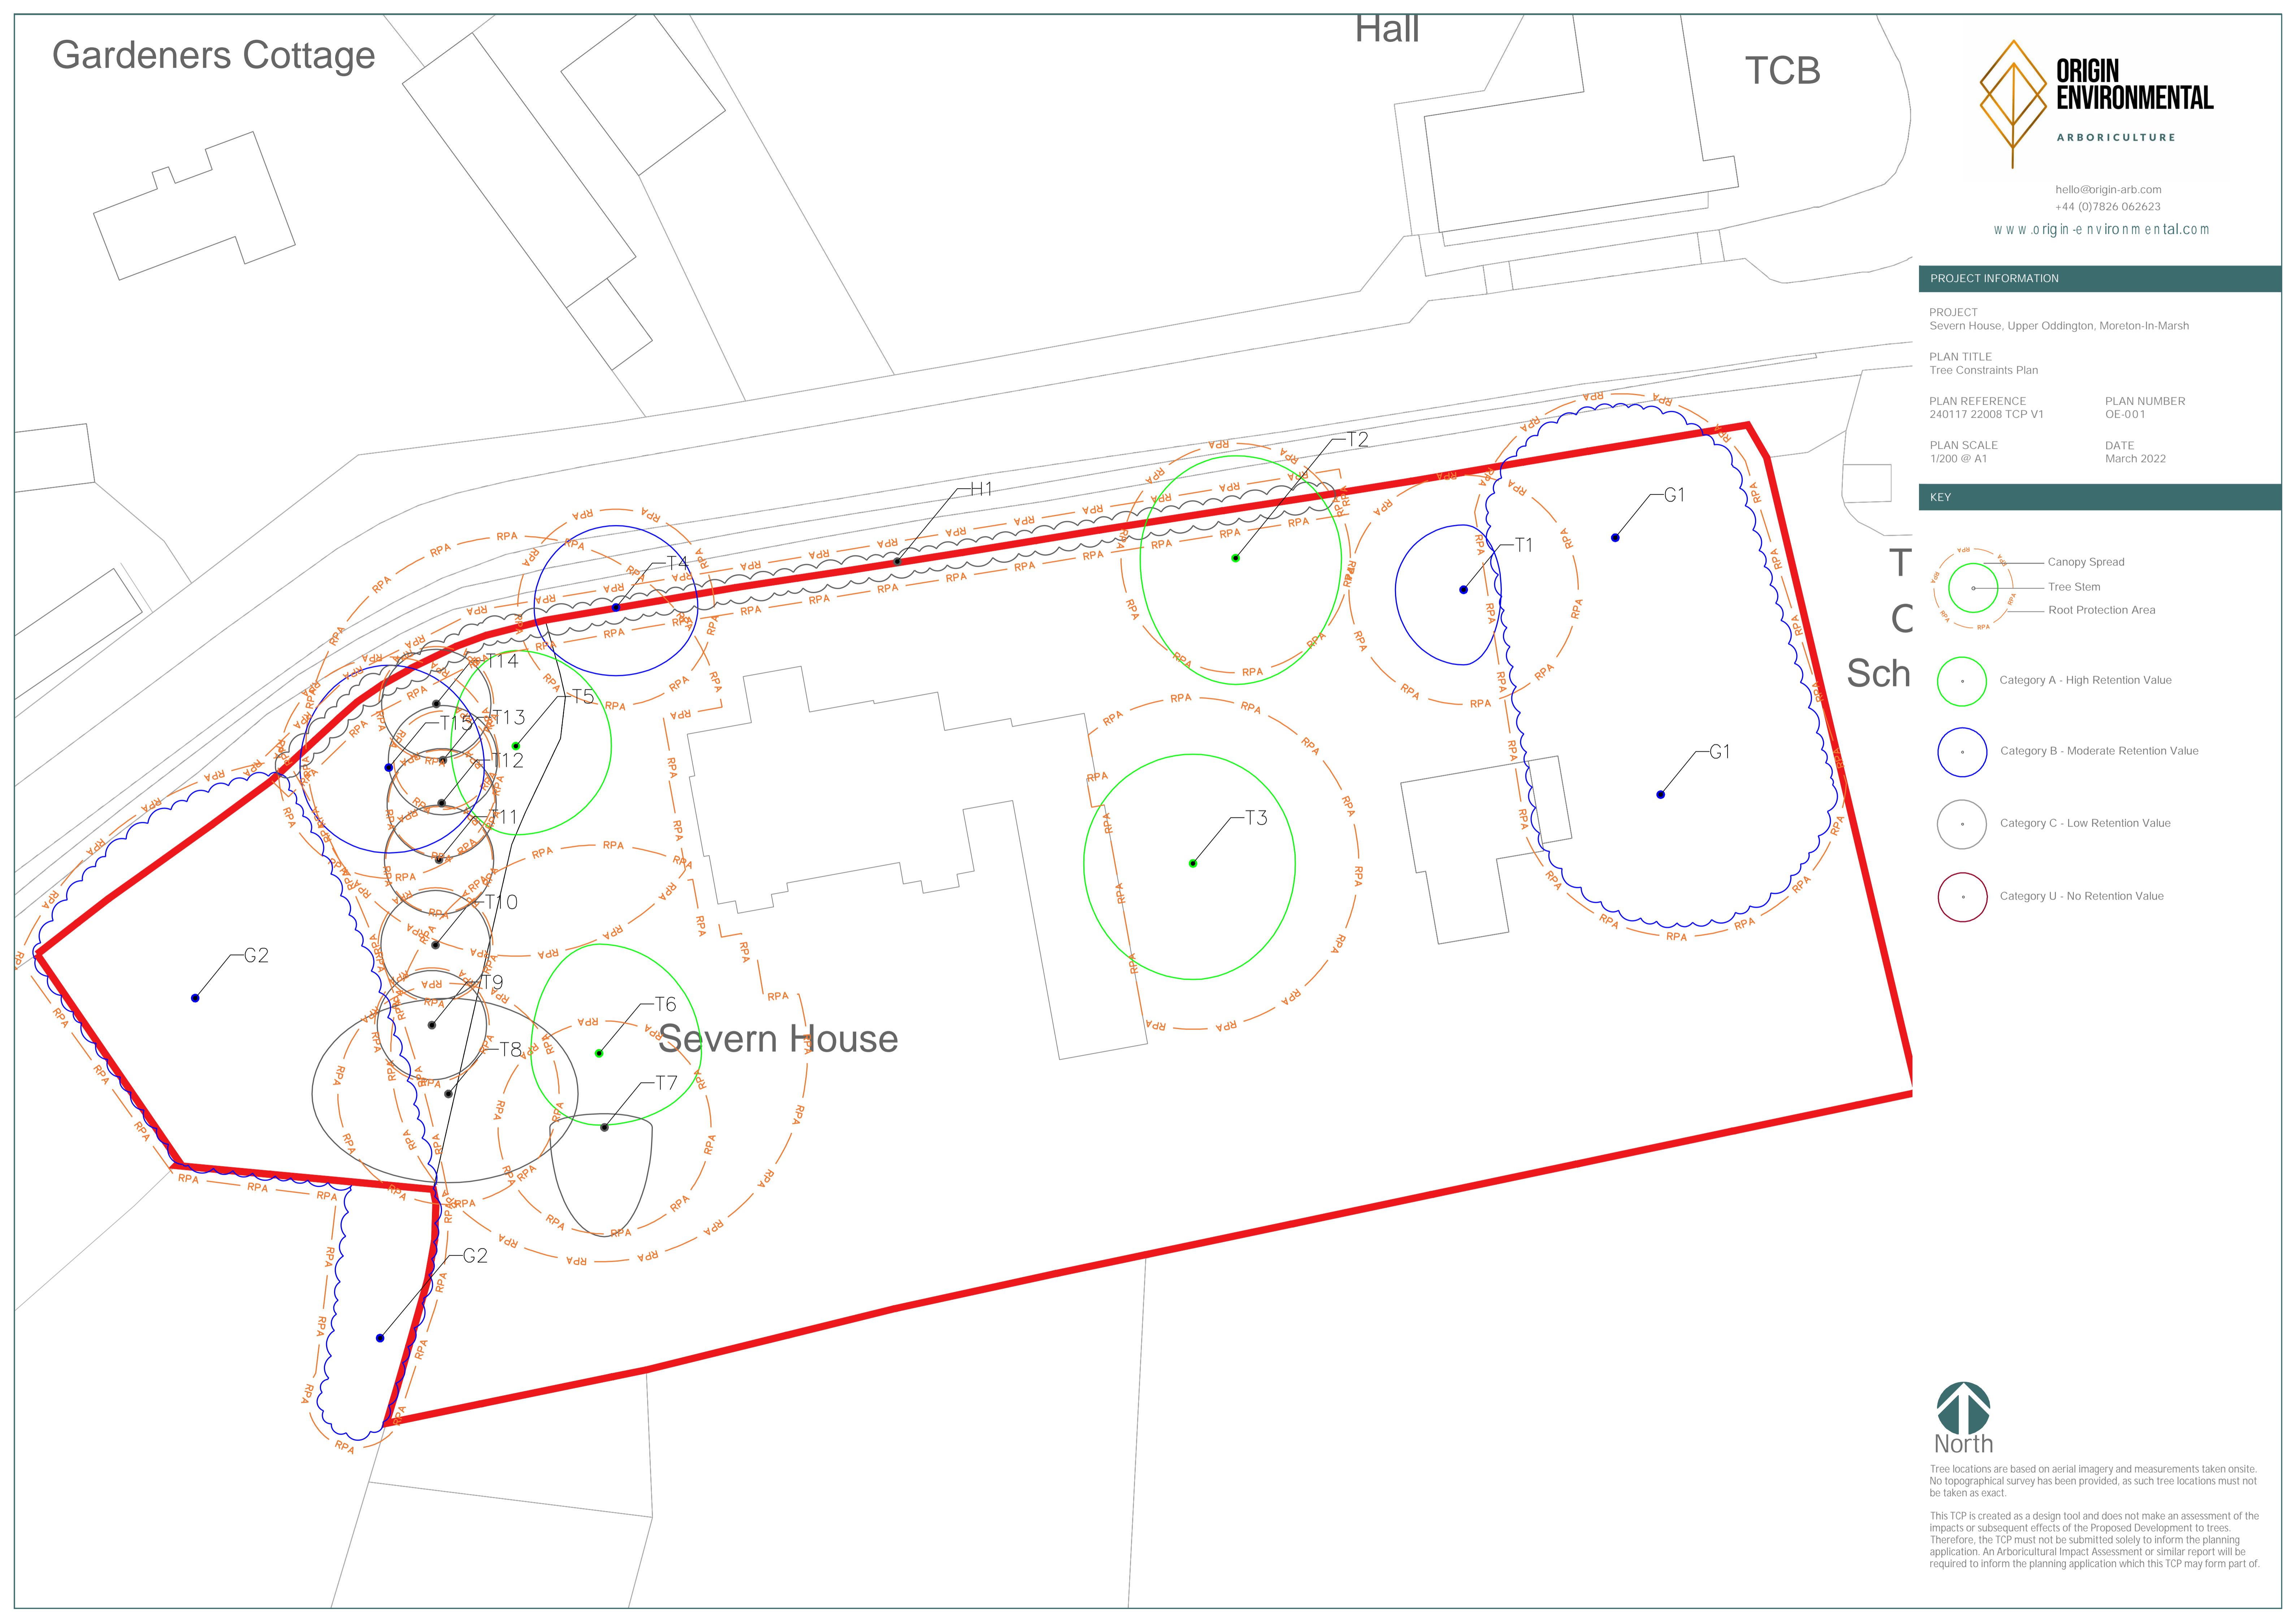 Gardeners Cottage
Hall
TCB
T2
H1
G1
T1
T4
T14
T5
T13
T15
T12
T11
T3
G1
T10
G2
T9
T6
Severn House
T8
T7
G2
T
C
Sch
RPA
ORIGIN
ENVIRONMENTAL
ARBORICULTURE
hello@origin-arb.com
+44 (0)7826 062623
www.origin-environmental.com
PROJECT INFORMATION
PROJECT
Severn House, Upper Oddington, Moreton-In-Marsh
PLAN TITLE
Tree Constraints Plan
PLAN REFERENCE PLAN NUMBER
240117 22008 TCP V1 OE-001
PLAN SCALE DATE
1/200 @ A1 March 2022
KEY
Canopy Spread
Tree Stem
Root Protection Area
Category A - High Retention Value
Category B - Moderate Retention Value
Category C - Low Retention Value
Category U - No Retention Value
North
Tree locations are based on aerial imagery and measurements taken onsite.
No topographical survey has been provided, as such tree locations must not
be taken as exact.
This TCP is created as a design tool and does not make an assessment of the
impacts or subsequent effects of the Proposed Development to trees.
Therefore, the TCP must not be submitted solely to inform the planning
application. An Arboricultural Impact Assessment or similar report will be
required to inform the planning application which this TCP may form part of.